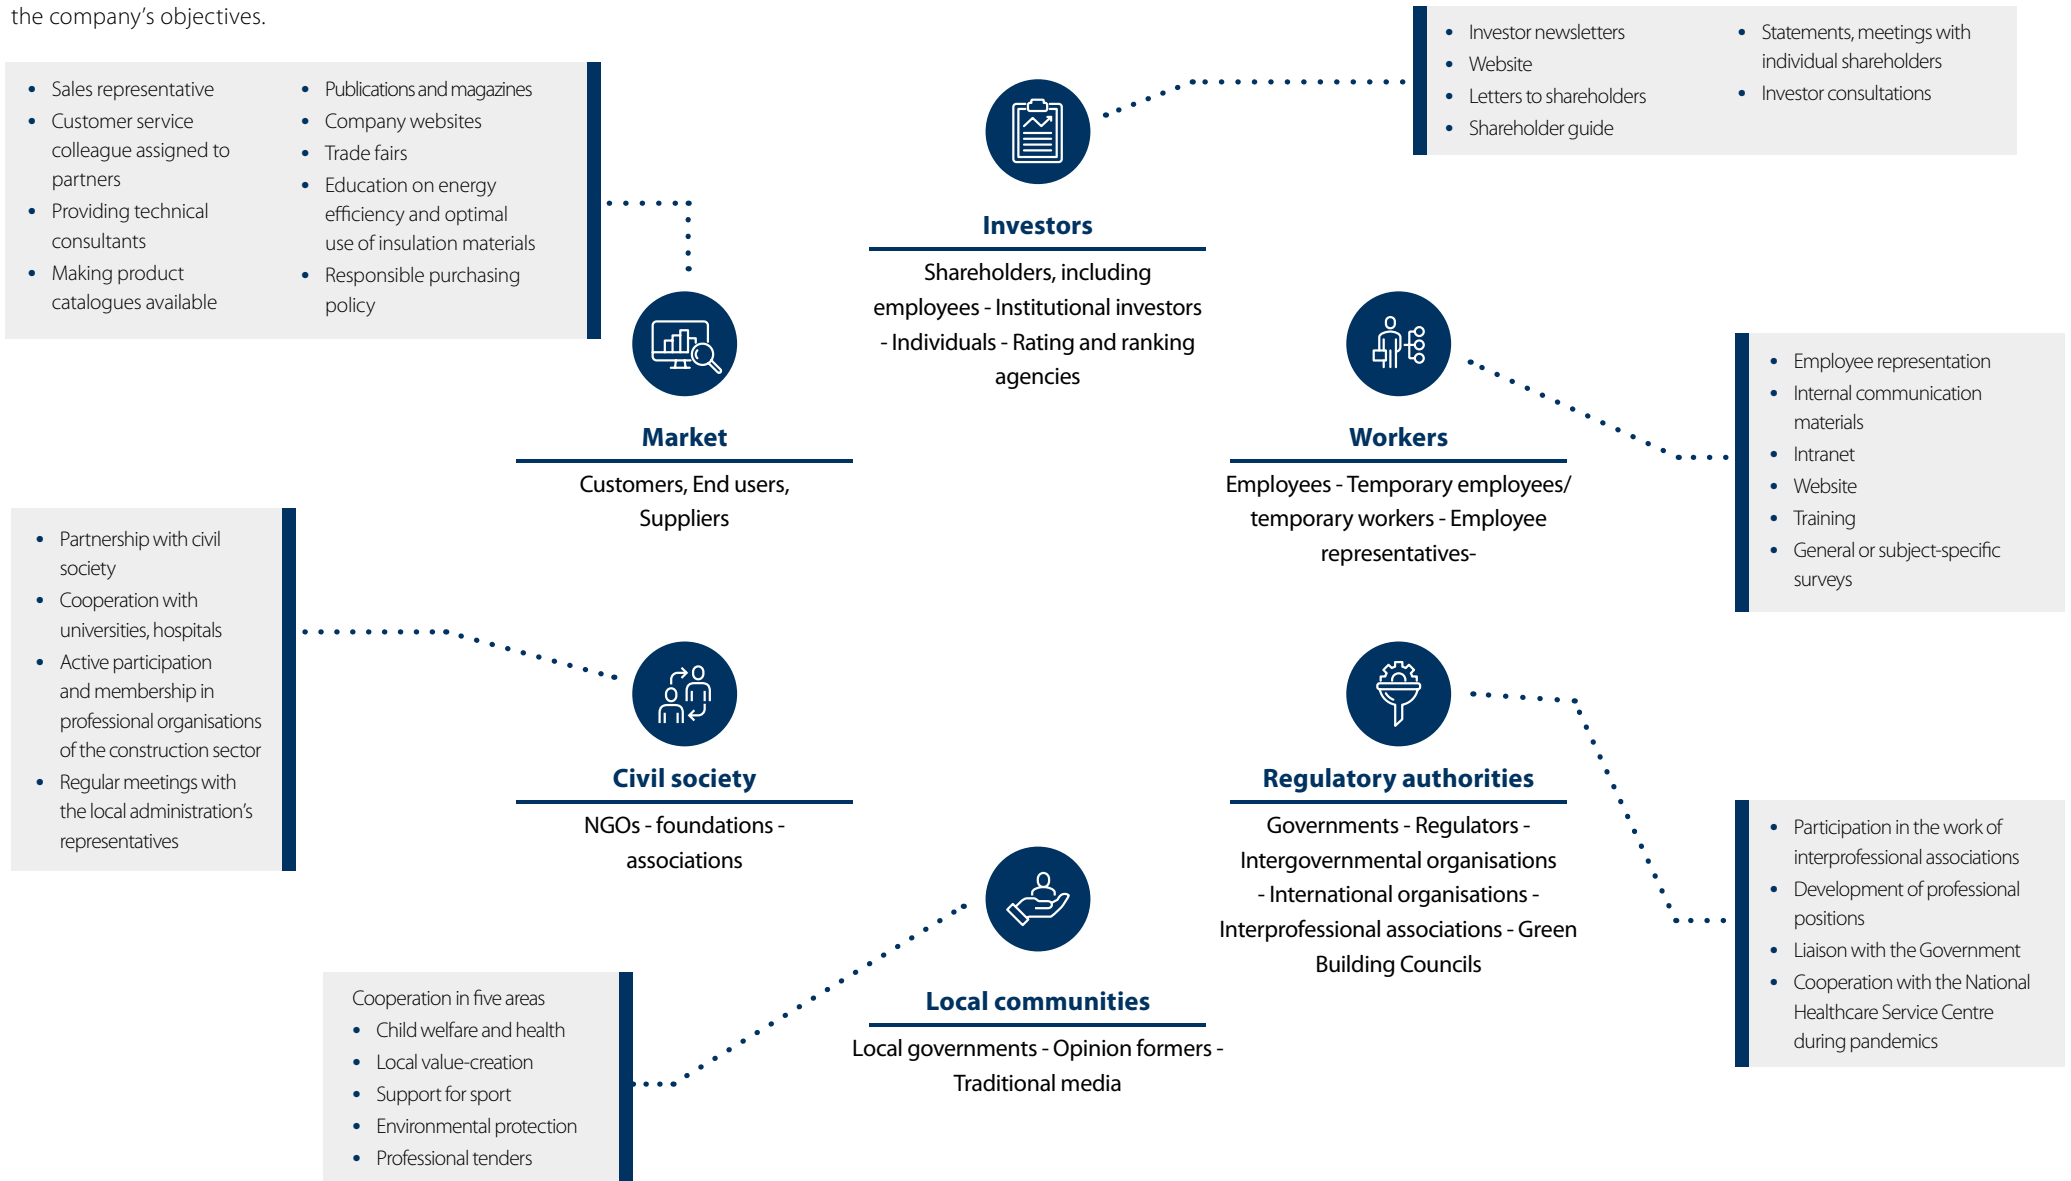 the company's objectives.
• Sales representative
• Customer service
colleague assigned to
partners
• Providing technical
consultants
• Making product
catalogues available
• Publications and magazines
• Company websites
• Trade fairs
• Education on energy
efficiency and optimal
use of insulation materials
• Responsible purchasing
policy
Market
Customers, End users,
Suppliers
Investors
Shareholders, including
employees - Institutional investors
- Individuals - Rating and ranking
agencies
• Investor newsletters
• Website
• Letters to shareholders
• Shareholder guide
• Statements, meetings with
individual shareholders
• Investor consultations
Workers
Employees - Temporary employees/
temporary workers - Employee
representatives-
• Employee representation
• Internal communication
materials
• Intranet
• Website
• Training
• General or subject-specific
surveys
• Partnership with civil
society
• Cooperation with
universities, hospitals
• Active participation
and membership in
professional organisations
of the construction sector
• Regular meetings with
the local administration's
representatives
Civil society
NGOs - foundations -
associations
Regulatory authorities
Governments - Regulators -
Intergovernmental organisations
- International organisations -
Interprofessional associations - Green
Building Councils
• Participation in the work of
interprofessional associations
• Development of professional
positions
• Liaison with the Government
• Cooperation with the National
Healthcare Service Centre
during pandemics
Local communities
Local governments - Opinion formers -
Traditional media
Cooperation in five areas
• Child welfare and health
• Local value-creation
• Support for sport
• Environmental protection
• Professional tenders